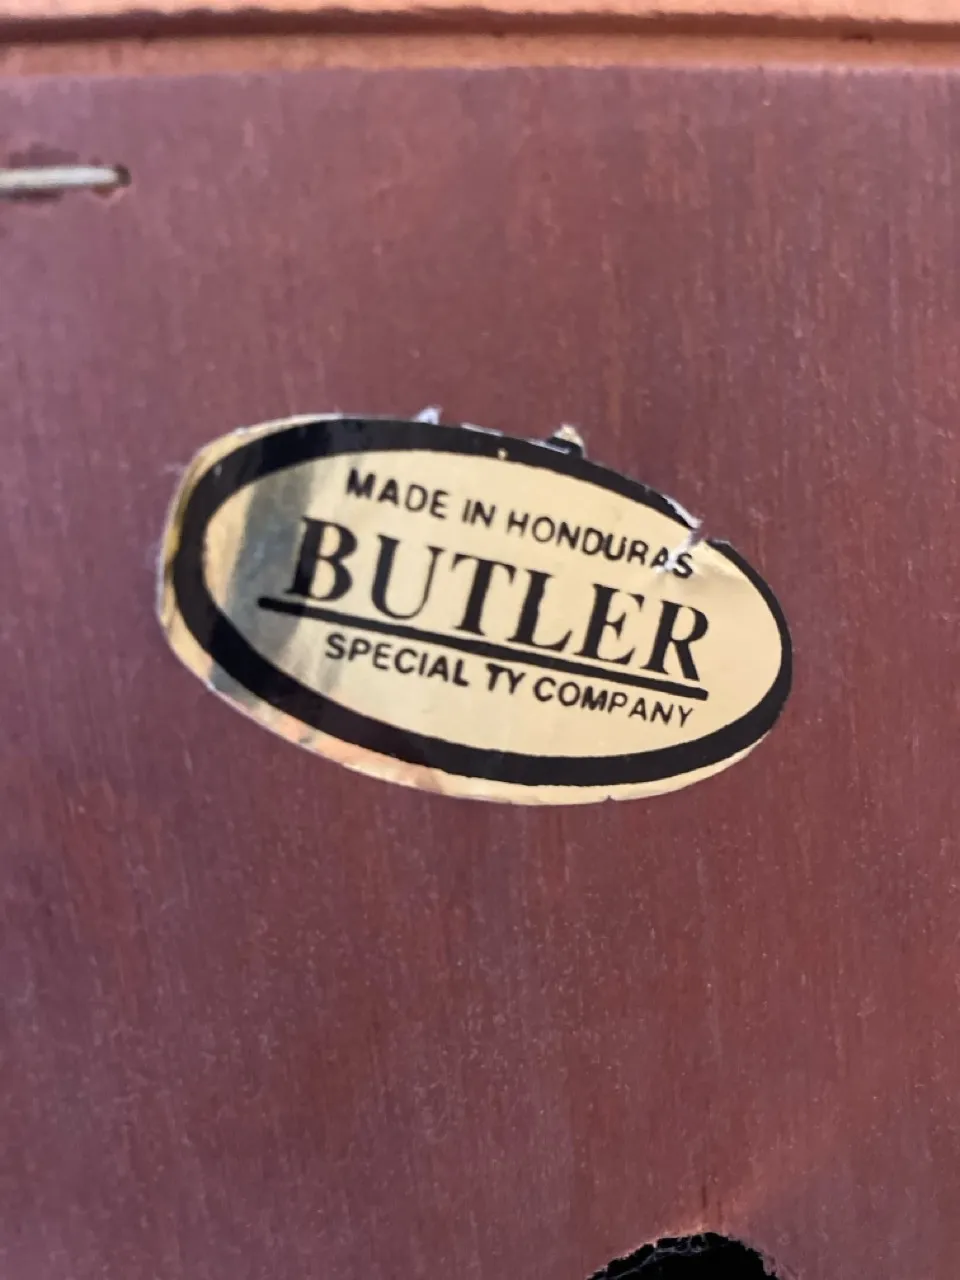 MADE IN HONDURAS
BUTLER
SPECIAL TY COMPANY